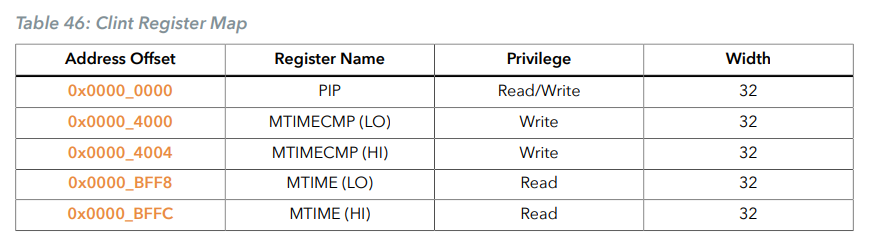 Table 46: Clint Register Map
Address Offset Register Name Privilege Width
0x0000_0000 PIP Read/Write 32
0x0000_4000 MTIMECMP (LO) Write 32
0x0000_4004 MTIMECMP (HI) Write 32
0x0000_BFF8 MTIME (LO) Read 32
0x0000_BFFC MTIME (HI) Read 32